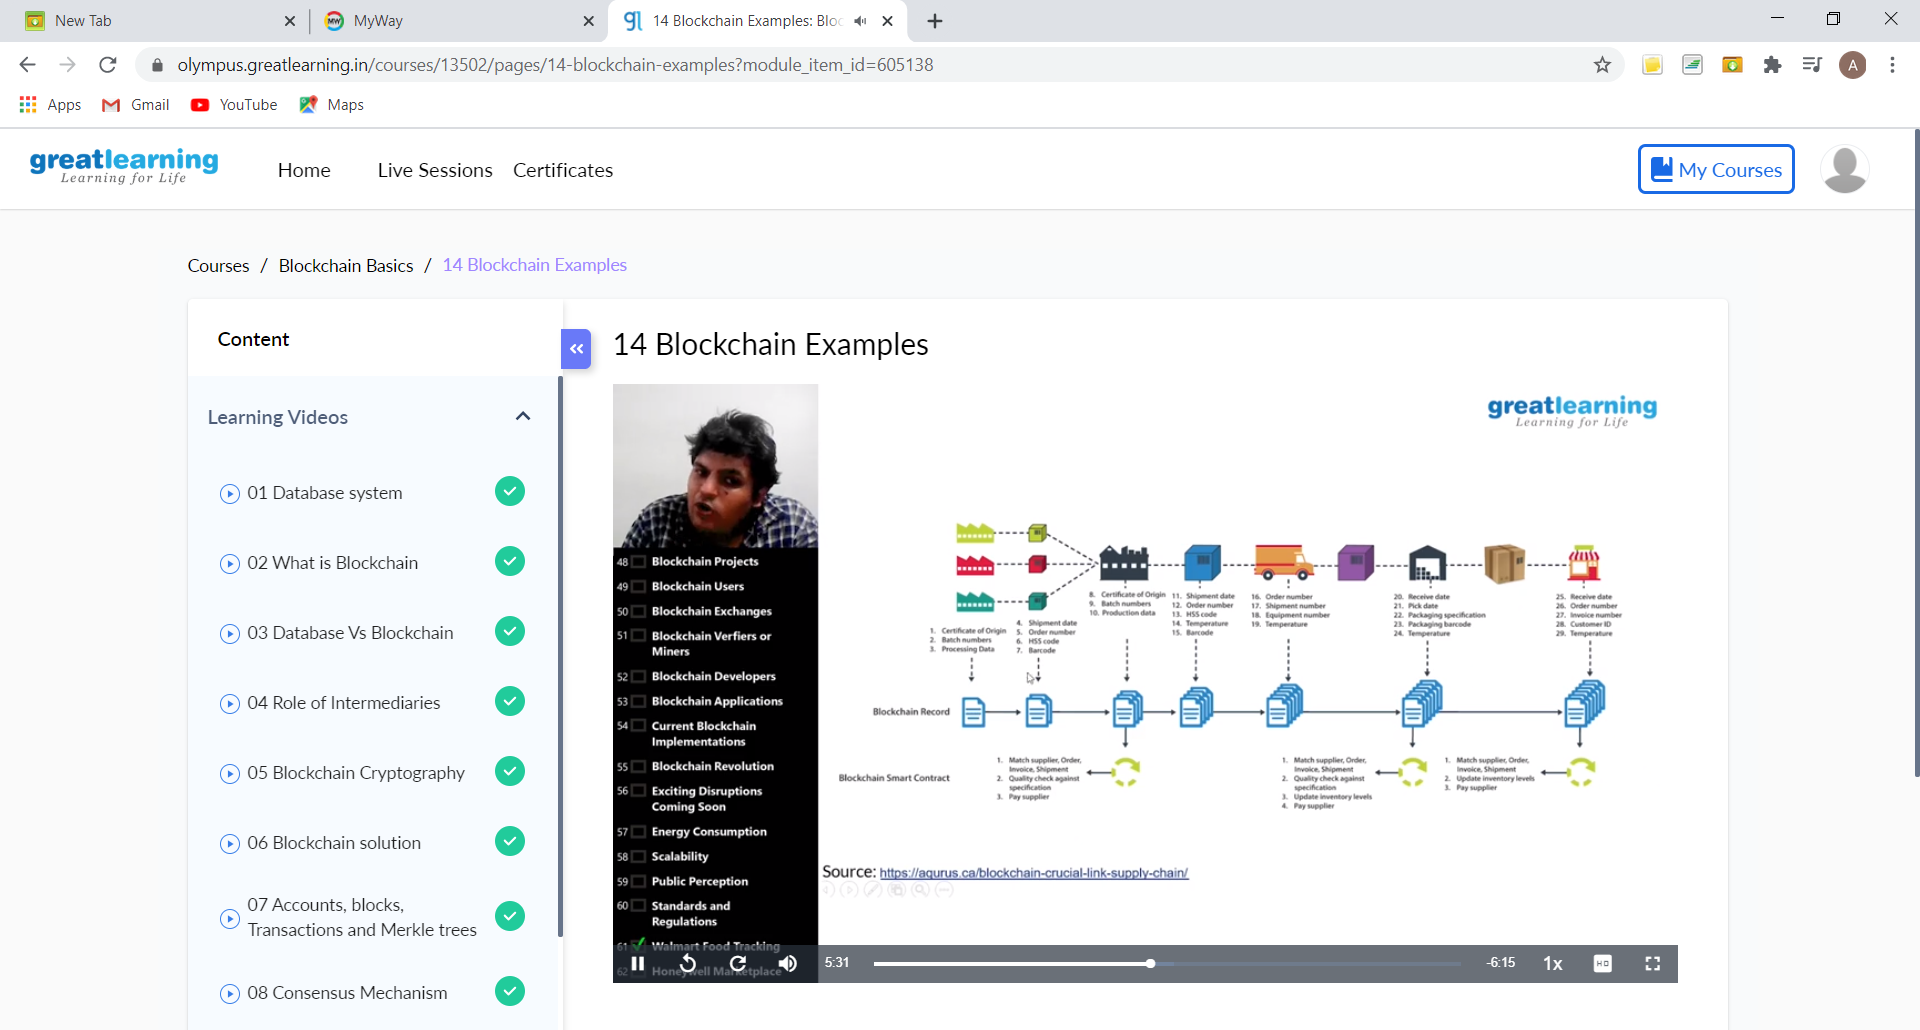 New Tab
MyWay
14 Blockchain Examples: Bloc
olympus.greatlearning.in/courses/13502/pages/14-blockchain-examples?module_item_id=605138
A
Apps
Gmail
YouTube
Maps
greatlearning
Learning for Life
Home
Live Sessions
Certificates
My Courses
Courses / Blockchain Basics / 14 Blockchain Examples
Content
Learning Videos
01 Database system
02 What is Blockchain
03 Database Vs Blockchain
04 Role of Intermediaries
05 Blockchain Cryptography
06 Blockchain solution
07 Accounts, blocks,
Transactions and Merkle trees
08 Consensus Mechanism
14 Blockchain Examples
greatlearning
Learning for Life
48 Blockchain Projects
49 Blockchain Users
50 Blockchain Exchanges
51 Blockchain Verfiers or
Miners
52 Blockchain Developers
53 Blockchain Applications
54 Current Blockchain
Implementations
55 Blockchain Revolution
56 Exciting Disruptions
Coming Soon
57 Energy Consumption
58 Scalability
59 Public Perception
60 Standards and
Regulations
61 Walmart Food Tracking
62 Honeywell Marketplace
1. Certificate of Origin
2. Batch numbers
3. Processing Data
4. Shipment date
5. Order number
6. HSS code
7. Barcode
8. Certificate of Origin
9. Batch numbers
10. Production data
11. Shipment date
12. Order number
13. HSS code
14. Temperature
15. Barcode
16. Order number
17. Shipment number
18. Equipment number
19. Temperature
20. Receive date
21. Pick date
22. Packaging specification
23. Packaging barcode
24. Temperature
25. Receive date
26. Order number
27. Invoice number
28. Customer ID
29. Temperature
Blockchain Record
Blockchain Smart Contract
1. Match supplier, Order,
Invoice, Shipment
2. Quality check against
specification
3. Pay supplier
1. Match supplier, Order,
Invoice, Shipment
2. Quality check against
specification
3. Update inventory levels
4. Pay supplier
1. Match supplier, Order,
Invoice, Shipment
2. Update inventory levels
3. Pay supplier
Source: https://aqurus.ca/blockchain-crucial-link-supply-chain/
5:31
-6:15
1x
HD